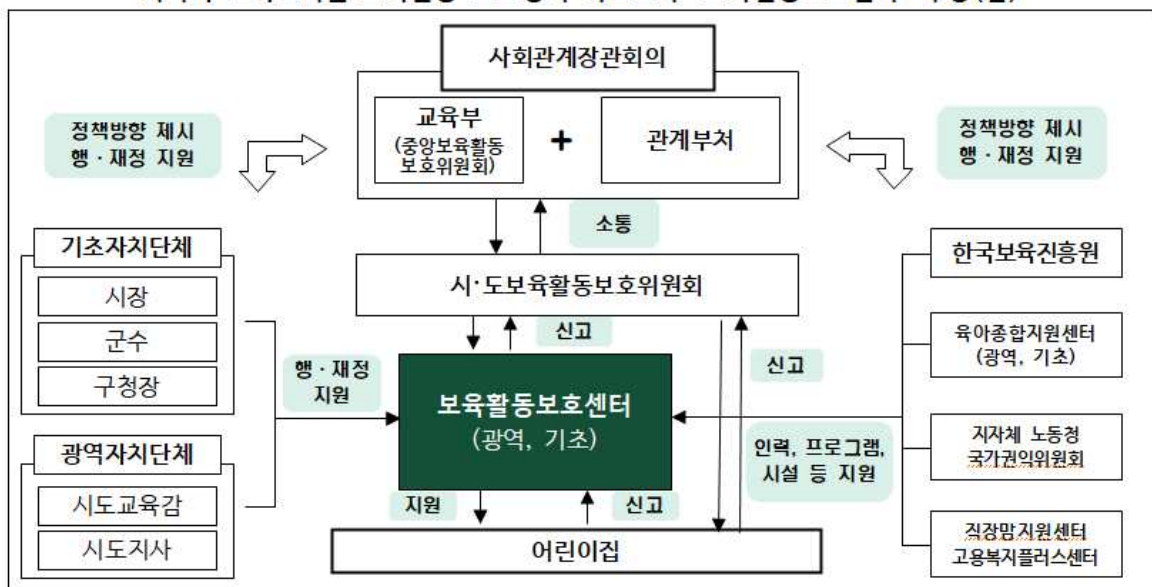 사회관계장관회의
교육부
(중앙보육활동
보호위원회)
+
관계부처
정책방향 제시
행·재정 지원
정책방향 제시
행·재정 지원
소통
기초자치단체
시장
군수
구청장
시·도보육활동보호위원회
한국보육진흥원
신고
신고
육아종합지원센터
(광역, 기초)
행·재정
지원
보육활동보호센터
(광역, 기초)
인력, 프로그램,
시설 등 지원
지자체 노동청
국가권익위원회
광역자치단체
시도교육감
시도지사
지원
신고
어린이집
직장맘지원센터
고용복지플러스센터